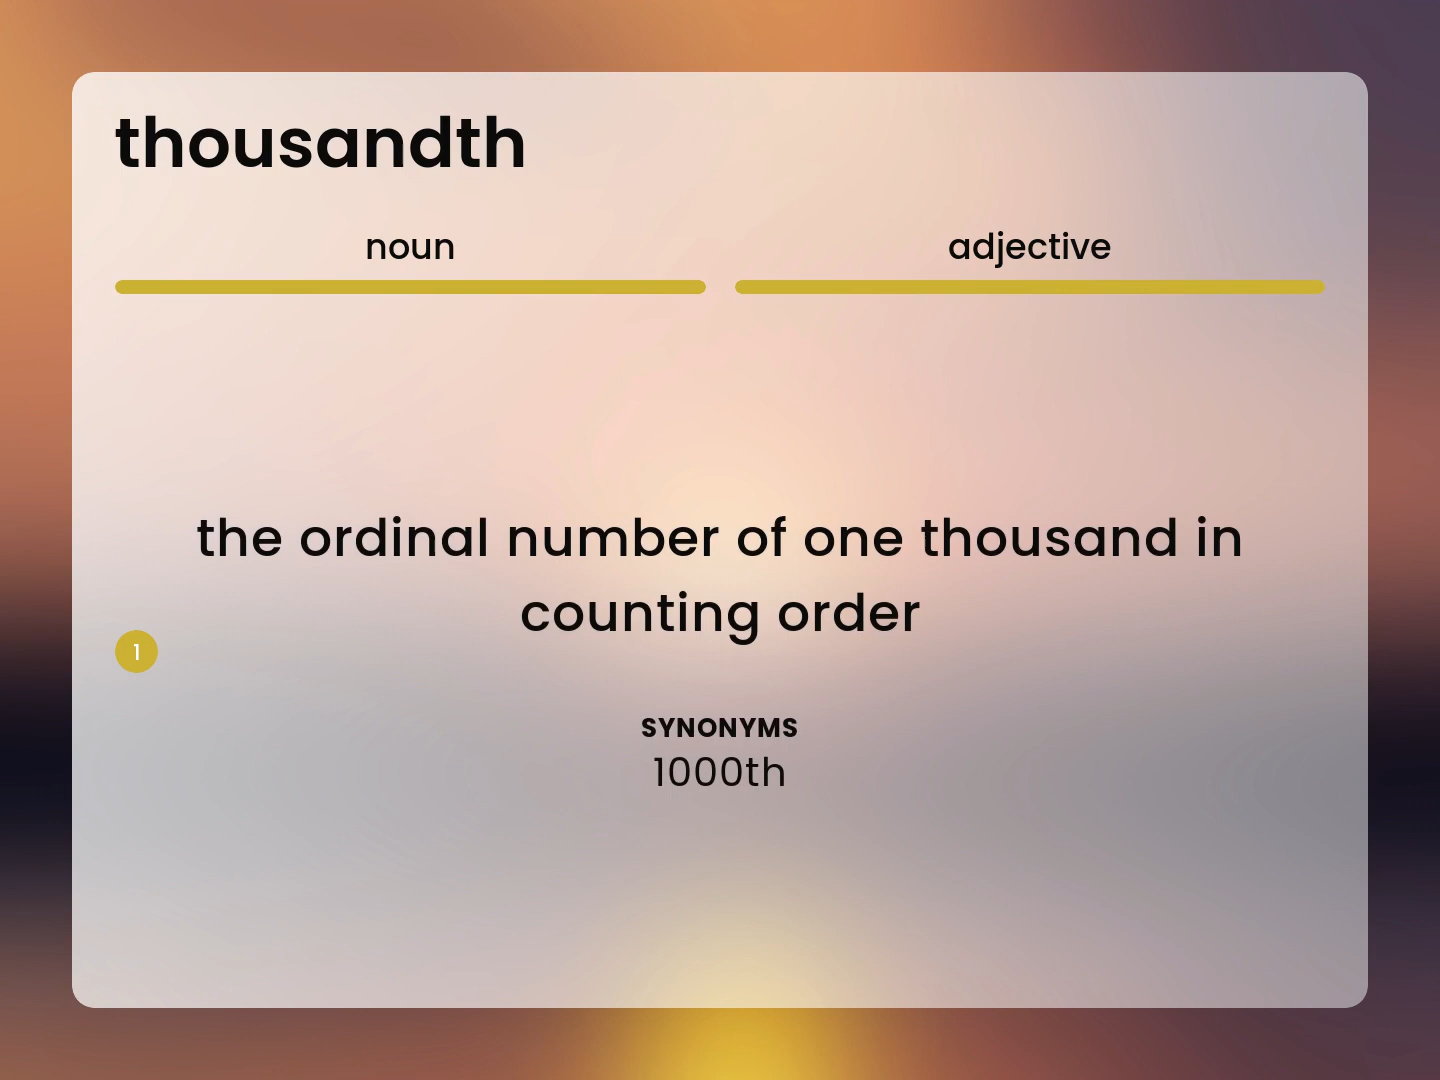 thousandth
noun
adjective
the ordinal number of one thousand in
counting order
1
SYNONYMS
1000th